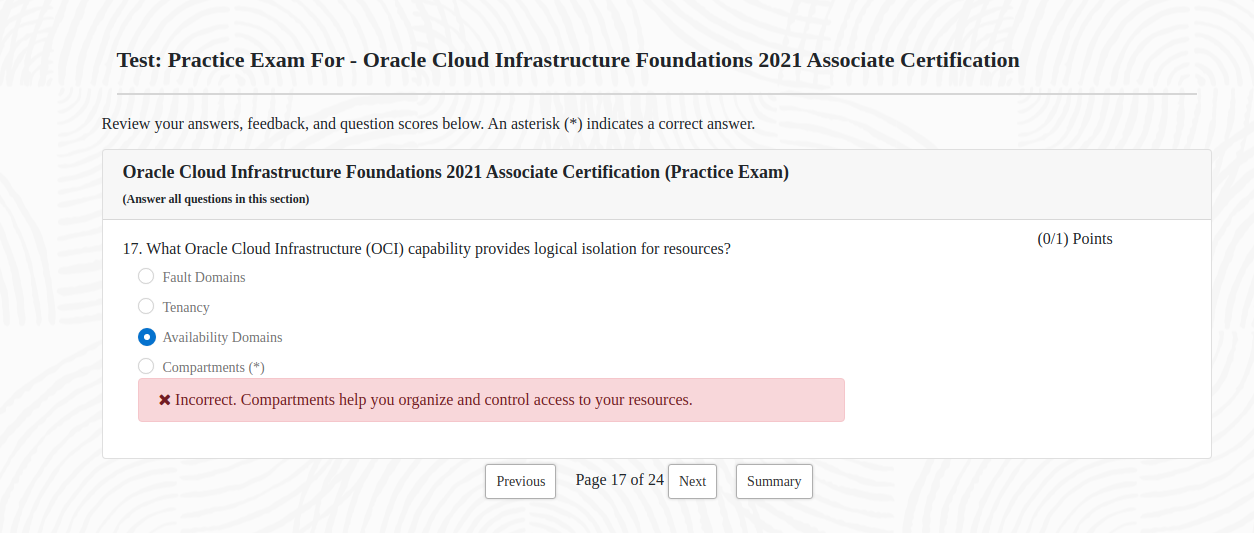 Test: Practice Exam For - Oracle Cloud Infrastructure Foundations 2021 Associate Certification
Review your answers, feedback, and question scores below. An asterisk (*) indicates a correct answer.
Oracle Cloud Infrastructure Foundations 2021 Associate Certification (Practice Exam)
(Answer all questions in this section)
17. What Oracle Cloud Infrastructure (OCI) capability provides logical isolation for resources?
(0/1) Points
Fault Domains
Tenancy
Availability Domains
Compartments (*)
Incorrect. Compartments help you organize and control access to your resources.
Previous Page 17 of 24 Next Summary